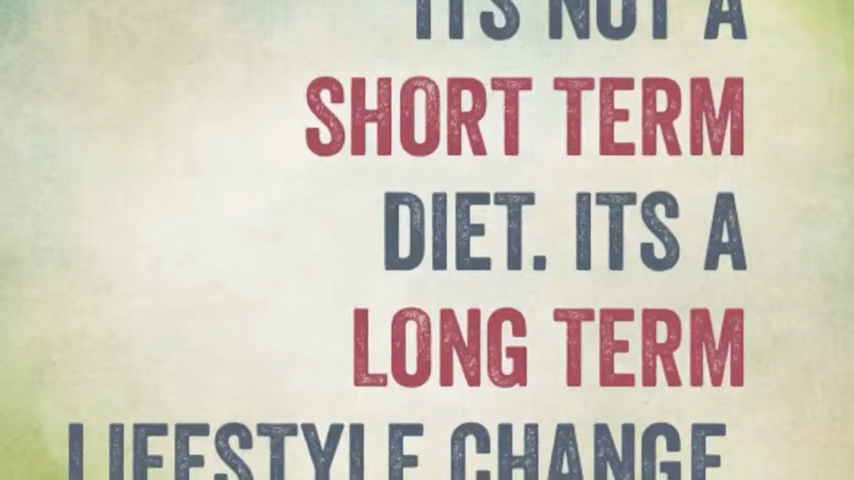 ITS NOT A
SHORT TERM
DIET. ITS A
LONG TERM
LIFESTYLE CHANGE